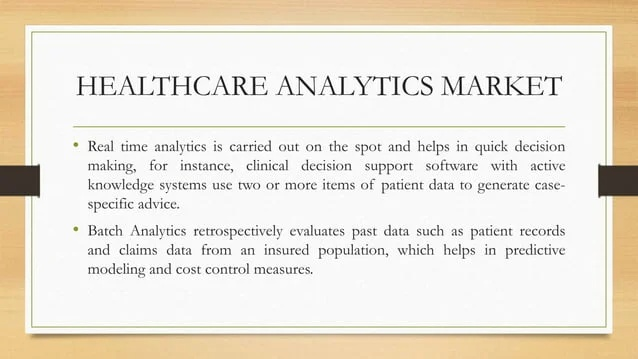 HEALTHCARE ANALYTICS MARKET
• Real time analytics is carried out on the spot and helps in quick decision
making, for instance, clinical decision support software with active
knowledge systems use two or more items of patient data to generate case-
specific advice.
• Batch Analytics retrospectively evaluates past data such as patient records
and claims data from an insured population, which helps in predictive
modeling and cost control measures.